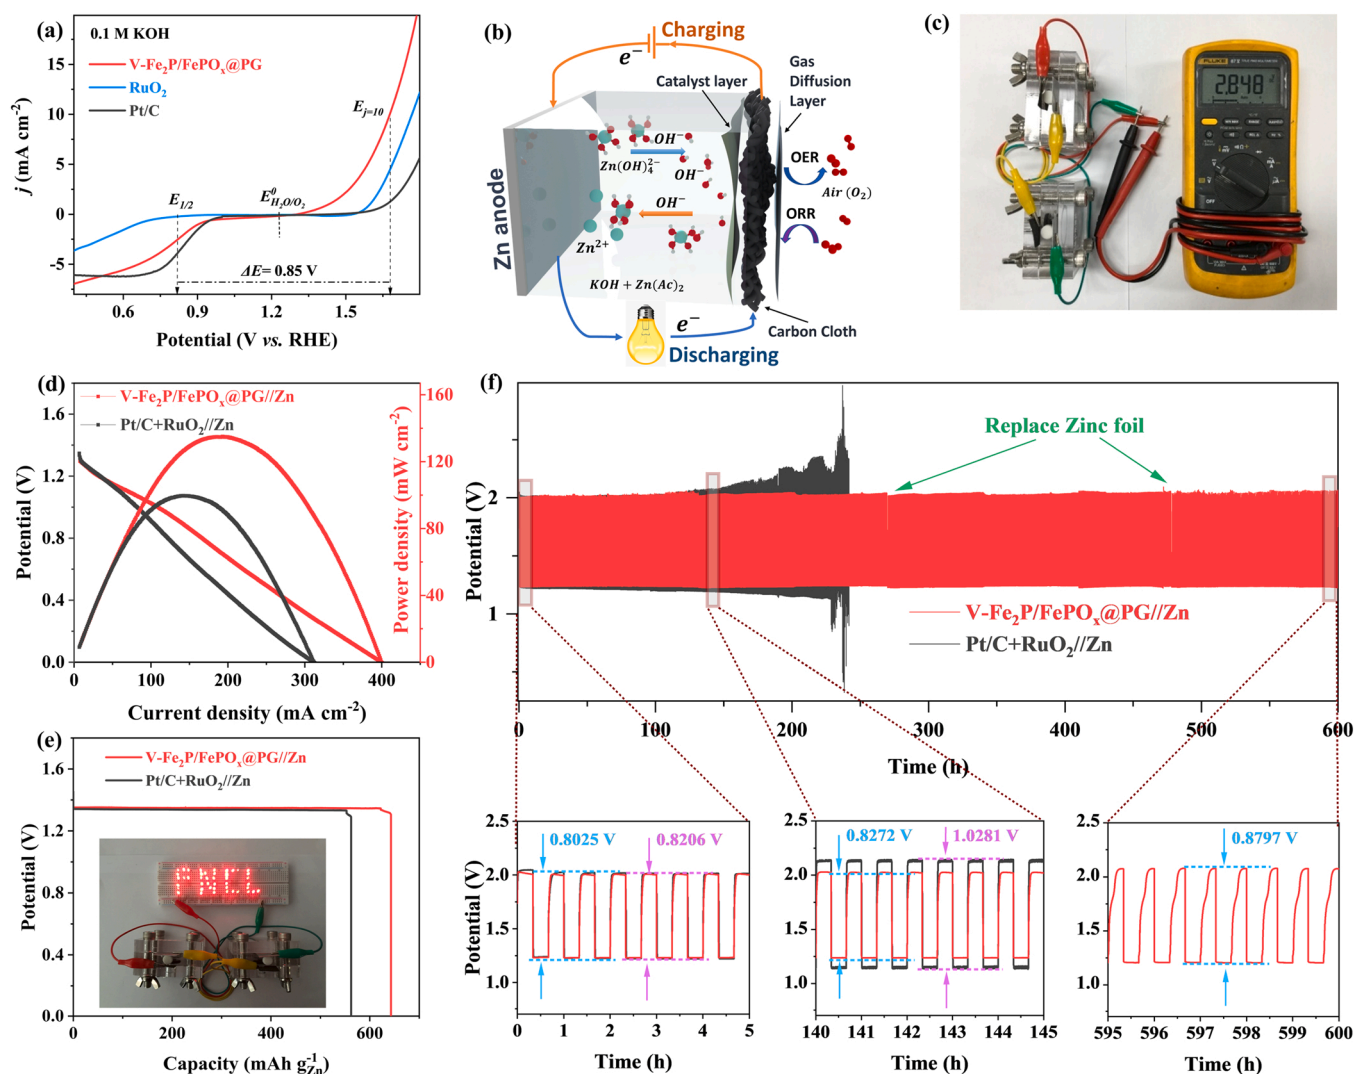 (a)
0.1 M KOH
V-Fe₂P/FePOₓ@PG
RuO₂
Pt/C
E_{j=10}
E_{1/2}
E⁰_{H₂O/O₂}
ΔE= 0.85 V
j (mA cm⁻²)
15
10
5
0
-5
0.6
0.9
1.2
1.5
Potential (V vs. RHE)
(b)
Charging
e⁻
Catalyst layer
Gas
Diffusion
Layer
Zn anode
OH⁻
Zn(OH)₄²⁻
OH⁻
OH⁻
Zn²⁺
KOH + Zn(Ac)₂
OER
Air (O₂)
ORR
e⁻
Carbon Cloth
Discharging
(c)
FLUKE
2.848
OFF
(d)
V-Fe₂P/FePOₓ@PG//Zn
Pt/C+RuO₂//Zn
Potential (V)
1.6
1.2
0.8
0.4
0.0
0
100
200
300
400
Current density (mA cm⁻²)
Power density (mW cm⁻²)
160
120
80
40
0
(e)
V-Fe₂P/FePOₓ@PG//Zn
Pt/C+RuO₂//Zn
FNCL
Potential (V)
1.6
1.2
0.8
0.4
0.0
0
200
400
600
Capacity (mAh g⁻¹_{Zn})
(f)
Replace Zinc foil
V-Fe₂P/FePOₓ@PG//Zn
Pt/C+RuO₂//Zn
Potential (V)
2
1
0
100
200
300
400
500
600
Time (h)
0.8025 V
0.8206 V
Potential (V)
2.5
2.0
1.5
1.0
0
1
2
3
4
5
Time (h)
0.8272 V
1.0281 V
2.5
2.0
1.5
1.0
140
141
142
143
144
145
Time (h)
0.8797 V
2.5
2.0
1.5
1.0
595
596
597
598
599
600
Time (h)